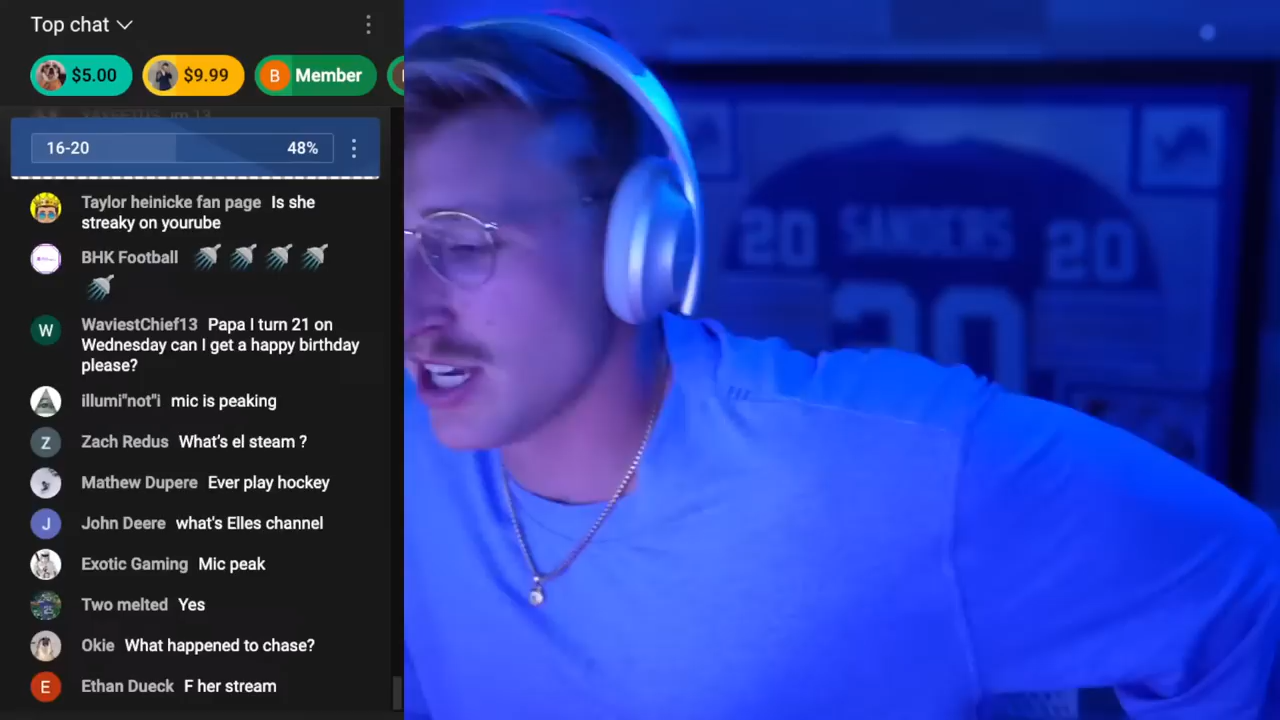 Top chat
$5.00
$9.99
B
Member
16-20
48%
Taylor heinicke fan page Is she
streaky on yourube
BHK Football
W
WaviestChief13 Papa I turn 21 on
Wednesday can I get a happy birthday
please?
illumi"not"i mic is peaking
Z
Zach Redus What's el steam ?
Mathew Dupere Ever play hockey
J
John Deere what's Elles channel
Exotic Gaming Mic peak
Two melted Yes
Okie What happened to chase?
E
Ethan Dueck F her stream
20 SANDERS 20
20